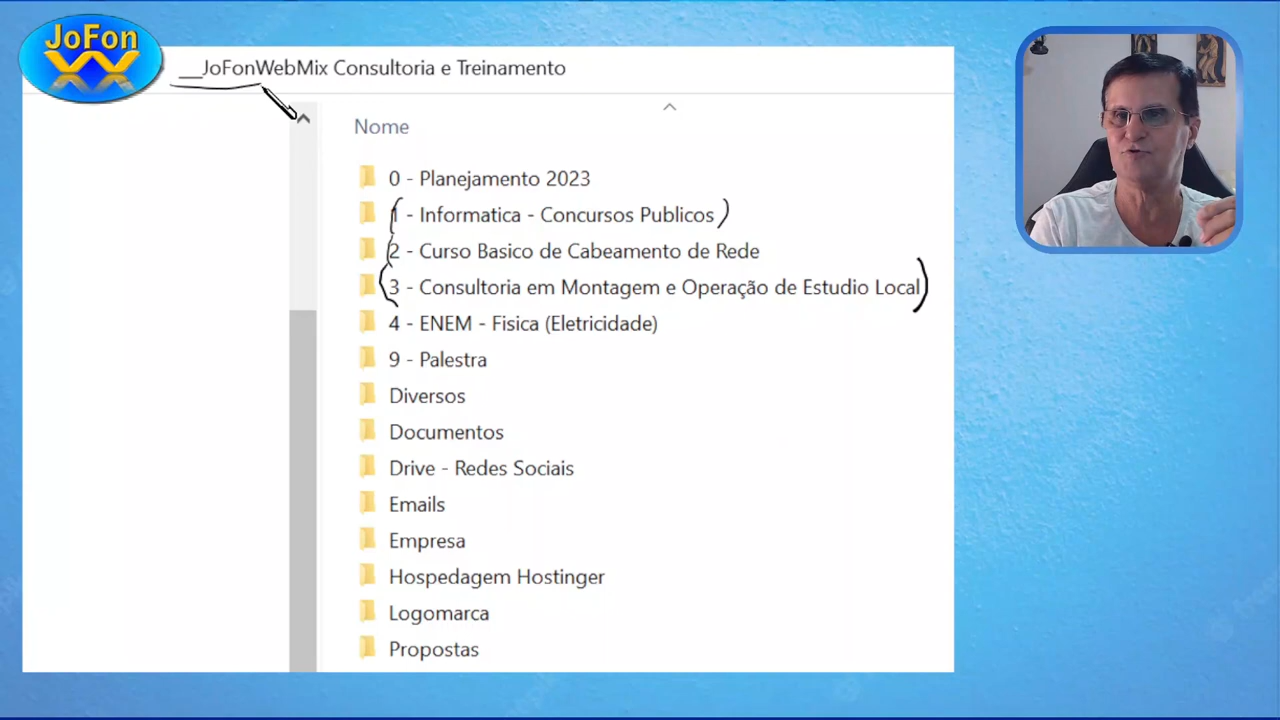 JoFon
W
__JoFonWebMix Consultoria e Treinamento
Nome
0 - Planejamento 2023
1 - Informatica - Concursos Publicos
2 - Curso Basico de Cabeamento de Rede
3 - Consultoria em Montagem e Operação de Estudio Local
4 - ENEM - Fisica (Eletricidade)
9 - Palestra
Diversos
Documentos
Drive - Redes Sociais
Emails
Empresa
Hospedagem Hostinger
Logomarca
Propostas